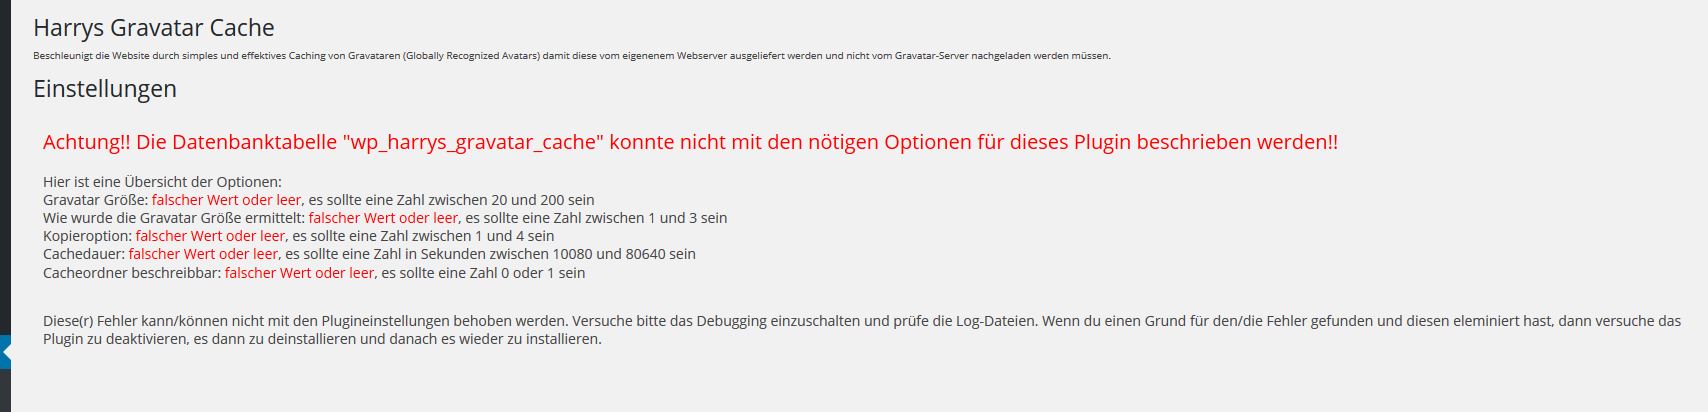 Harrys Gravatar Cache
Beschleunigt die Website durch simples und effektives Caching von Gravataren (Globally Recognized Avatars) damit diese vom eigenenem Webserver ausgeliefert werden und nicht vom Gravatar-Server nachgeladen werden müssen.
Einstellungen
Achtung!! Die Datenbanktabelle "wp_harrys_gravatar_cache" konnte nicht mit den nötigen Optionen für dieses Plugin beschrieben werden!!
Hier ist eine Übersicht der Optionen:
Gravatar Größe: falscher Wert oder leer, es sollte eine Zahl zwischen 20 und 200 sein
Wie wurde die Gravatar Größe ermittelt: falscher Wert oder leer, es sollte eine Zahl zwischen 1 und 3 sein
Kopieroption: falscher Wert oder leer, es sollte eine Zahl zwischen 1 und 4 sein
Cachedauer: falscher Wert oder leer, es sollte eine Zahl in Sekunden zwischen 10080 und 80640 sein
Cacheordner beschreibbar: falscher Wert oder leer, es sollte eine Zahl 0 oder 1 sein
Diese(r) Fehler kann/können nicht mit den Plugineinstellungen behoben werden. Versuche bitte das Debugging einzuschalten und prüfe die Log-Dateien. Wenn du einen Grund für den/die Fehler gefunden und diesen eleminiert hast, dann versuche das
Plugin zu deaktivieren, es dann zu deinstallieren und danach es wieder zu installieren.